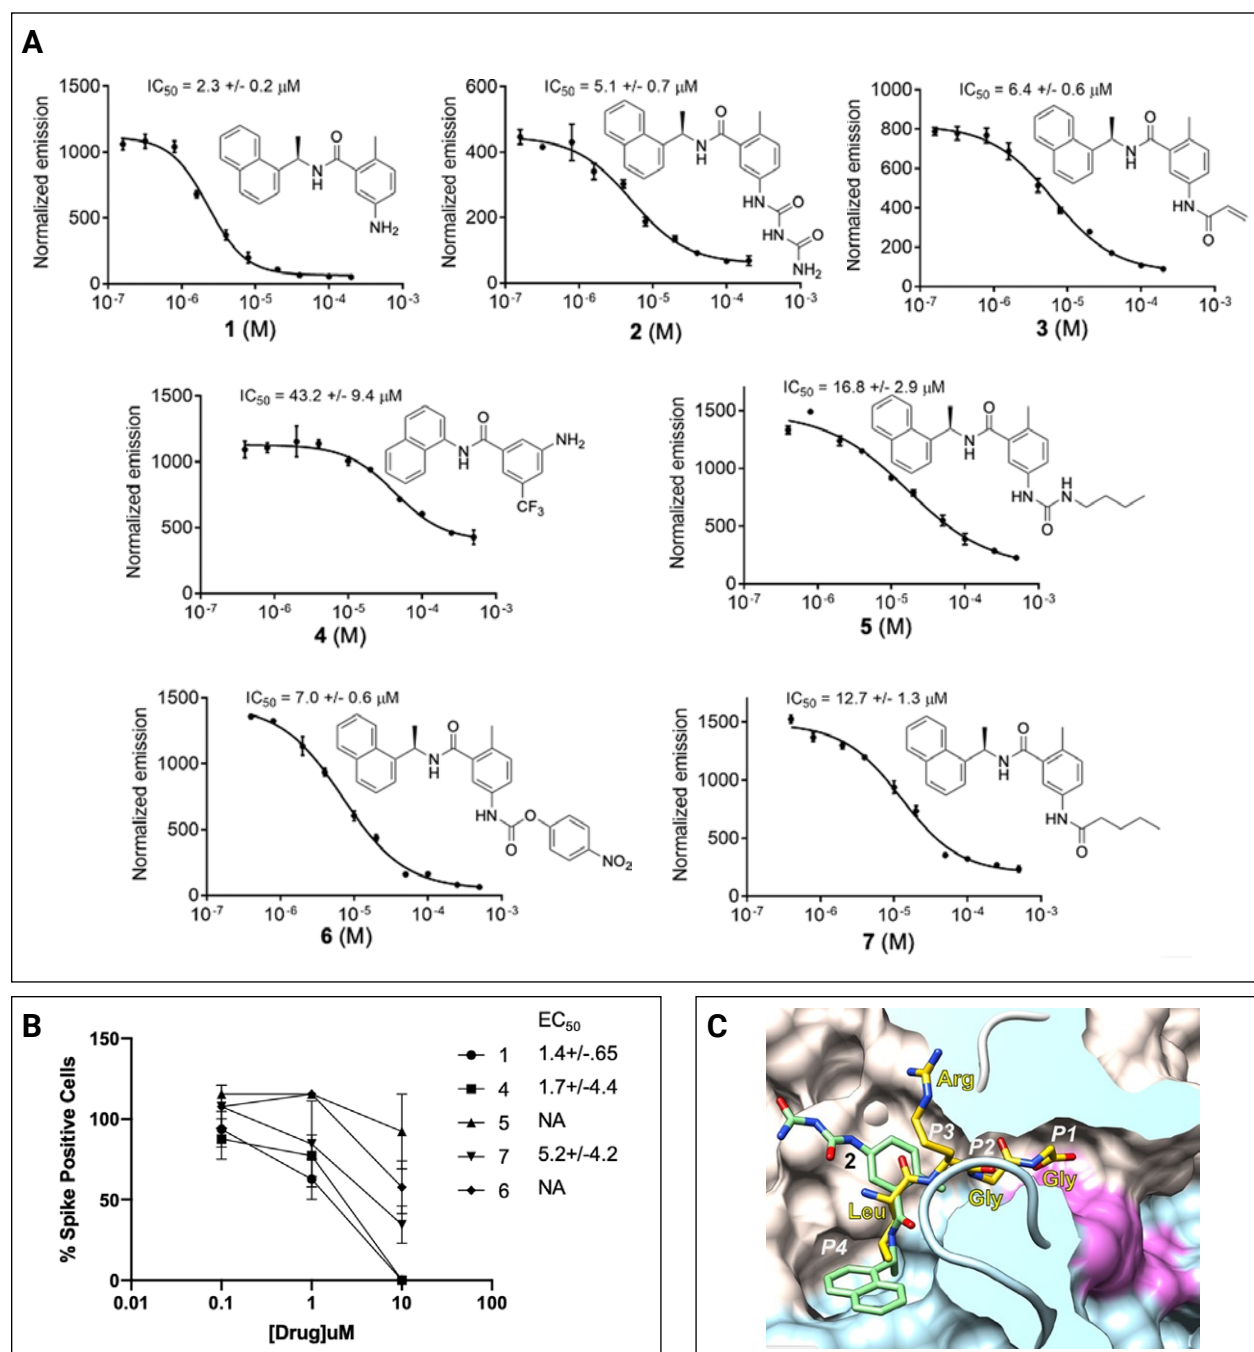 A
IC50 = 2.3 +/- 0.2 μM
Normalized emission
1500
1000
500
0
10-7 10-6 10-5 10-4 10-3
1 (M)
N
H
O
NH2
IC50 = 5.1 +/- 0.7 μM
Normalized emission
600
400
200
0
10-7 10-6 10-5 10-4 10-3
2 (M)
O
N
H
HN
O
HN
O
NH2
IC50 = 6.4 +/- 0.6 μM
Normalized emission
1000
800
600
400
200
0
10-7 10-6 10-5 10-4 10-3
3 (M)
O
N
H
HN
O
IC50 = 43.2 +/- 9.4 μM
Normalized emission
1500
1000
500
0
10-7 10-6 10-5 10-4 10-3
4 (M)
O
N
H
NH2
CF3
IC50 = 16.8 +/- 2.9 μM
Normalized emission
1500
1000
500
0
10-7 10-6 10-5 10-4 10-3
5 (M)
O
N
H
H
HN
N
O
IC50 = 7.0 +/- 0.6 μM
Normalized emission
1500
1000
500
0
10-7 10-6 10-5 10-4 10-3
6 (M)
O
N
H
HN
O
O
NO2
IC50 = 12.7 +/- 1.3 μM
Normalized emission
1500
1000
500
0
10-7 10-6 10-5 10-4 10-3
7 (M)
O
N
H
HN
O
B
% Spike Positive Cells
150
100
50
0
0.01 0.1 1 10 100
[Drug]uM
EC50
1 1.4+/-.65
4 1.7+/-4.4
5 NA
7 5.2+/-4.2
6 NA
C
Arg
P3
P2
P1
2
Gly
Gly
Leu
P4